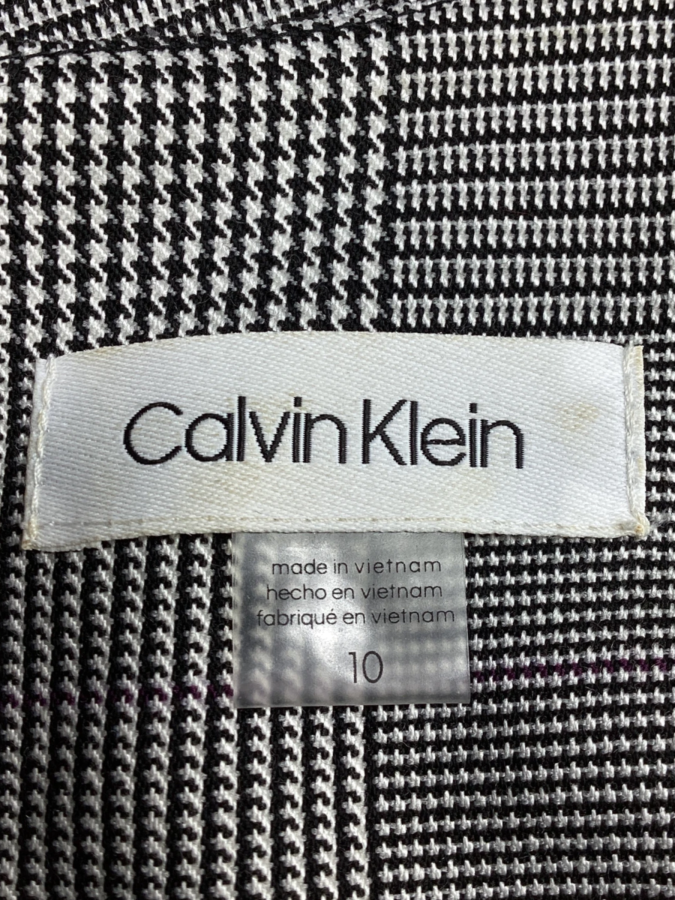 Calvin Klein
made in vietnam
hecho en vietnam
fabriqué en vietnam
10